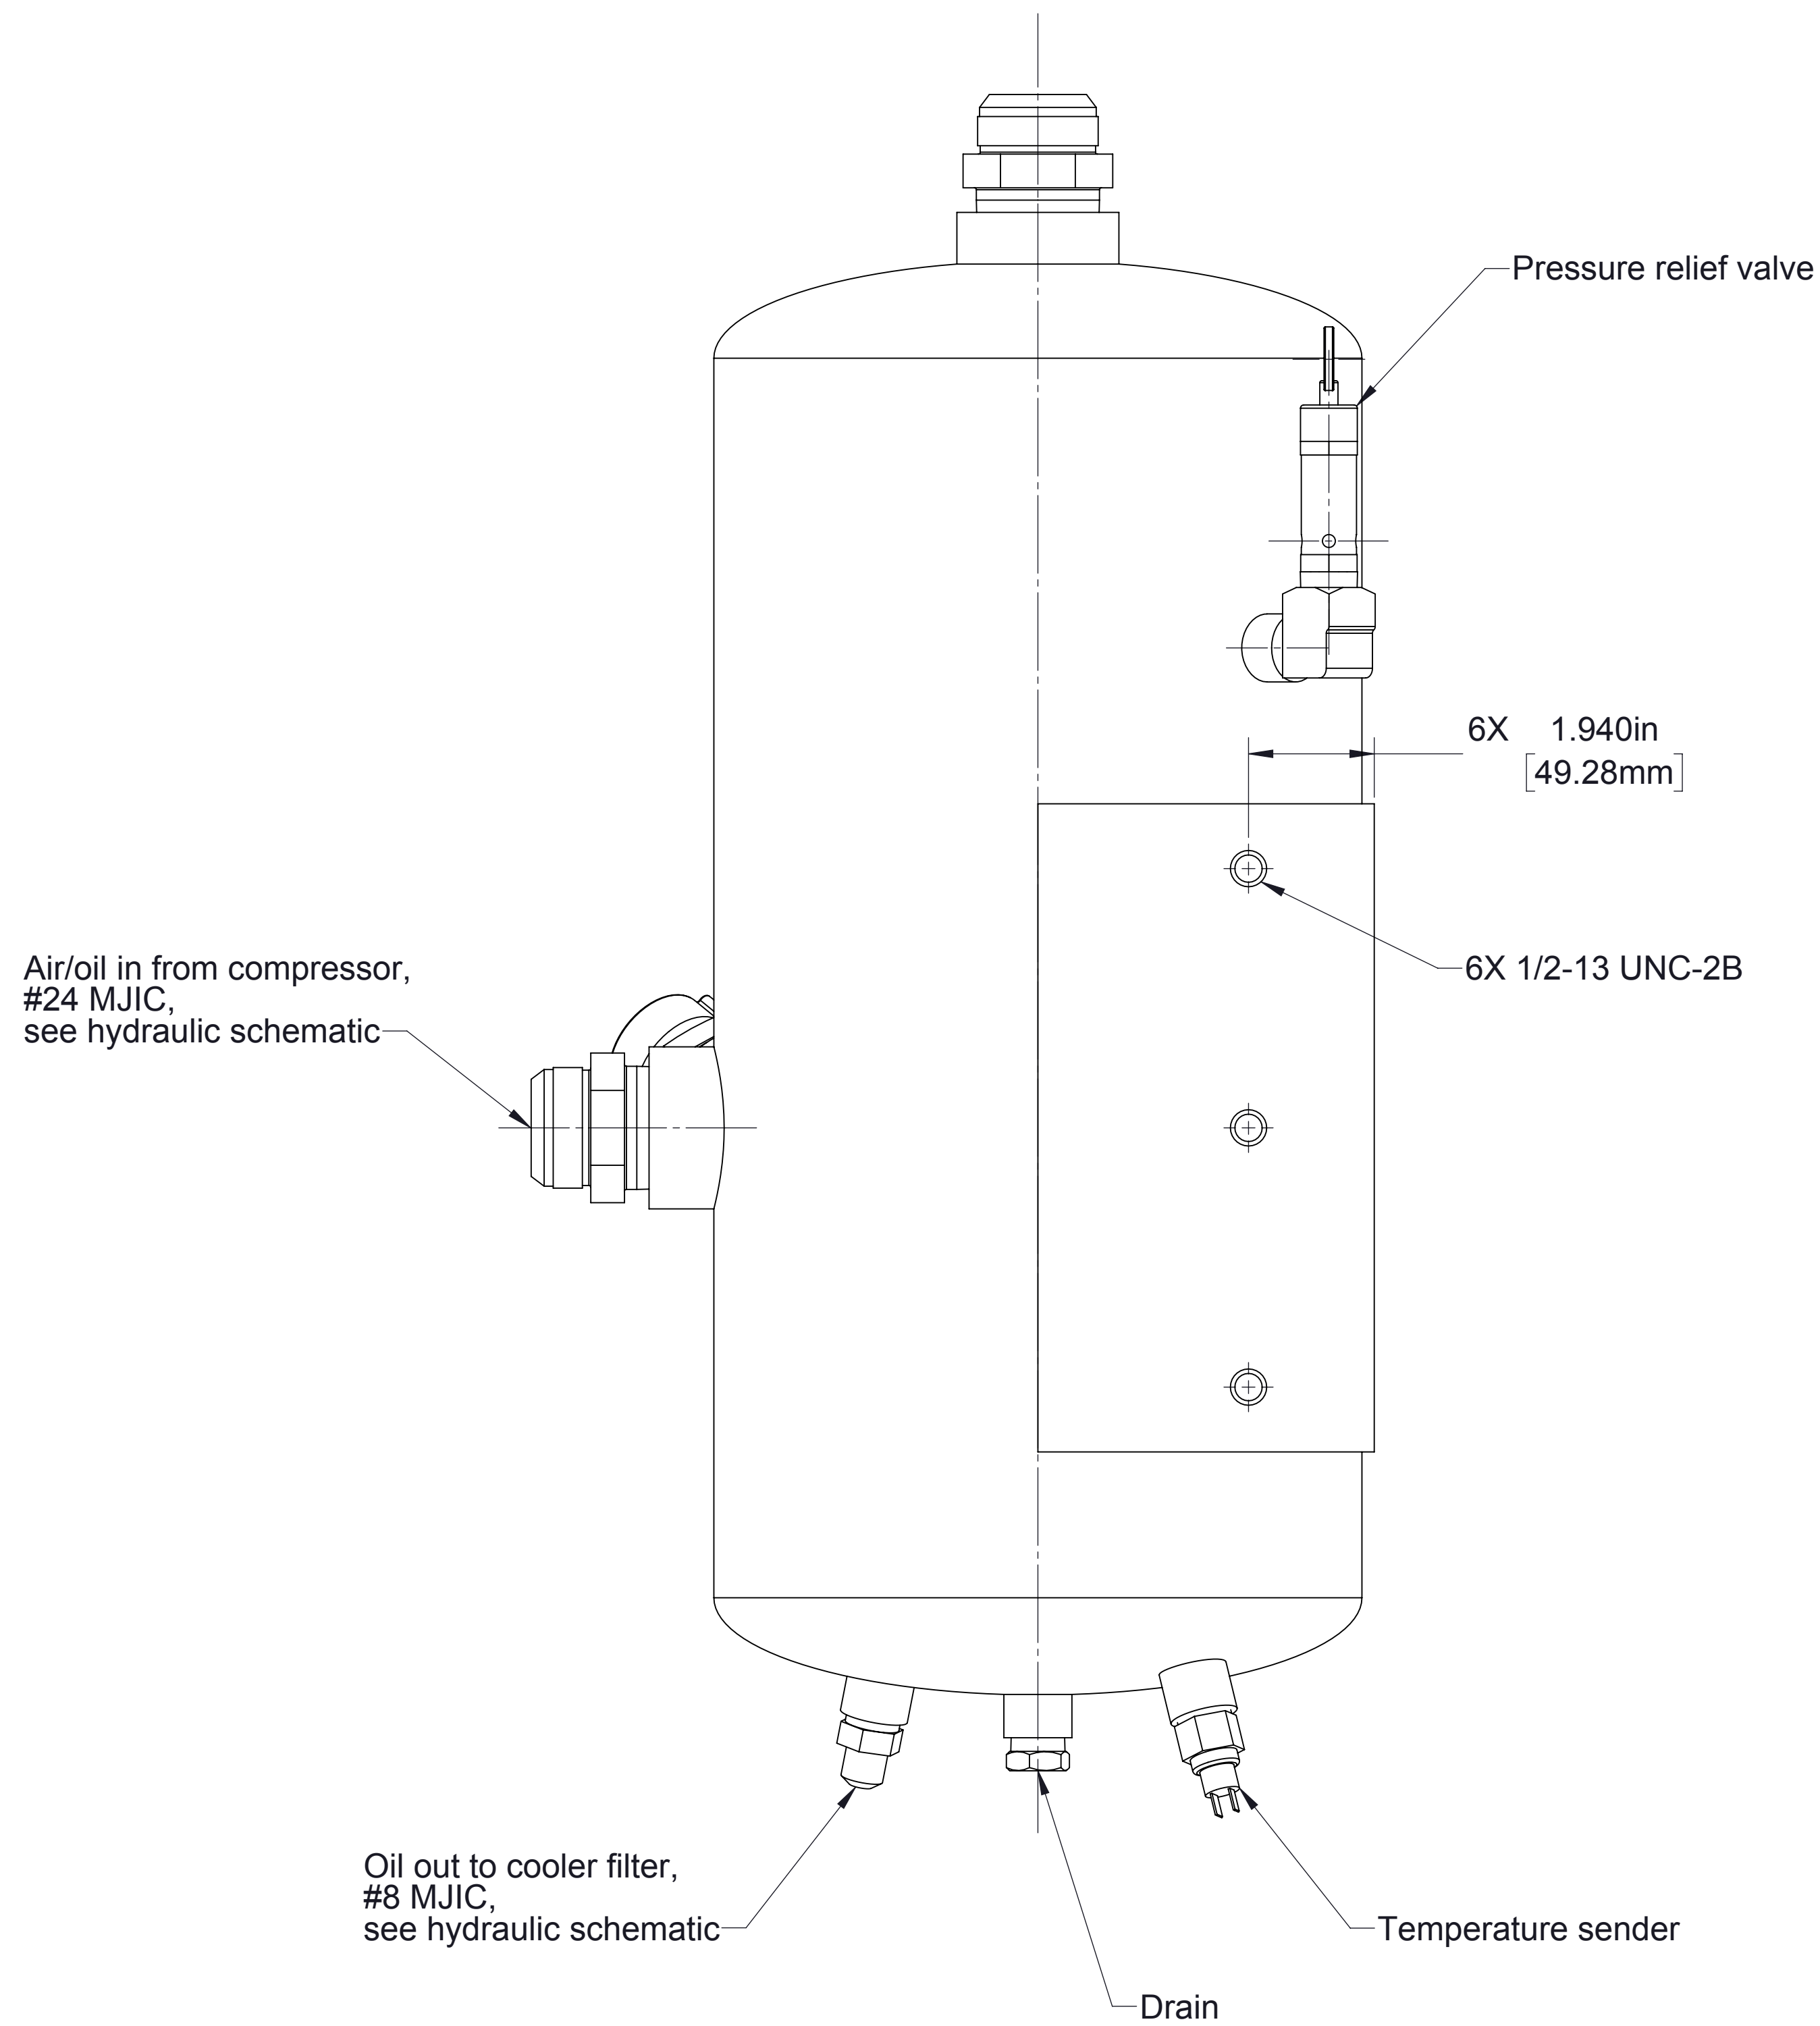 Pressure relief valve
6X 1.940in
[49.28mm]
Air/oil in from compressor,
#24 MJIC,
see hydraulic schematic
6X 1/2-13 UNC-2B
Oil out to cooler filter,
#8 MJIC,
see hydraulic schematic
Temperature sender
Drain